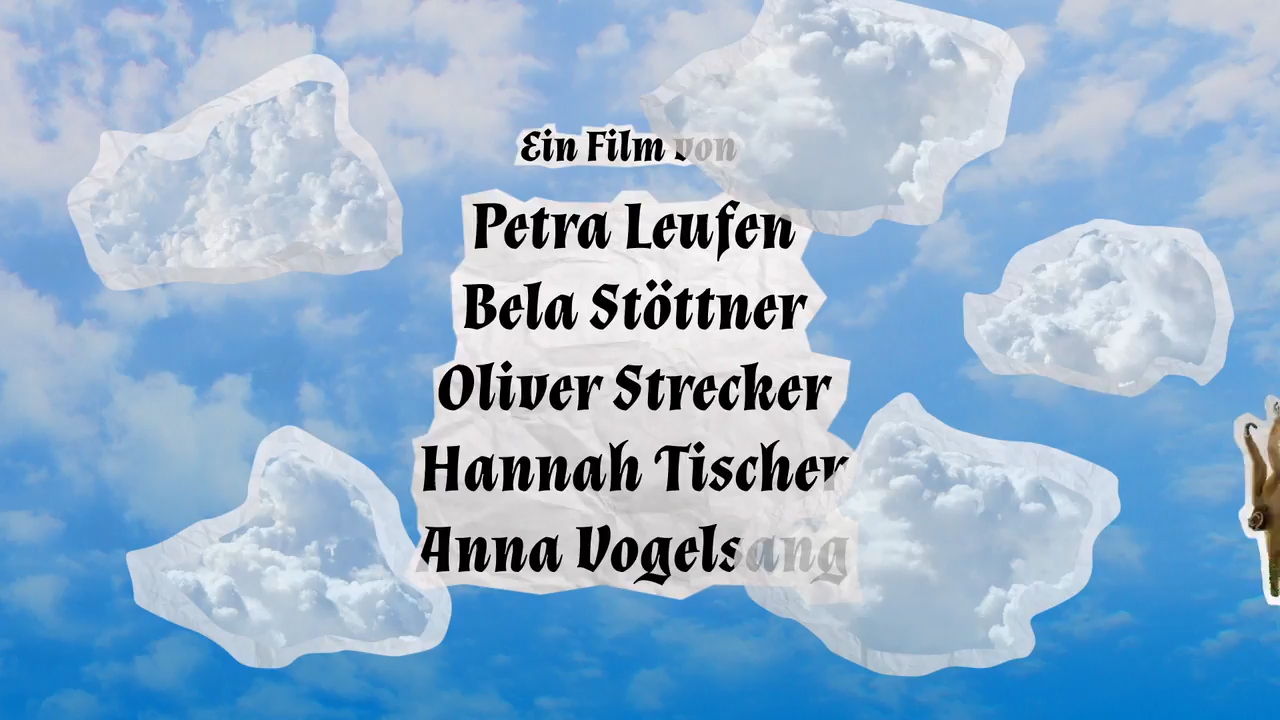 Ein Film von
Petra Leufen
Bela Stöttner
Oliver Strecker
Hannah Tischer
Anna Vogelsang